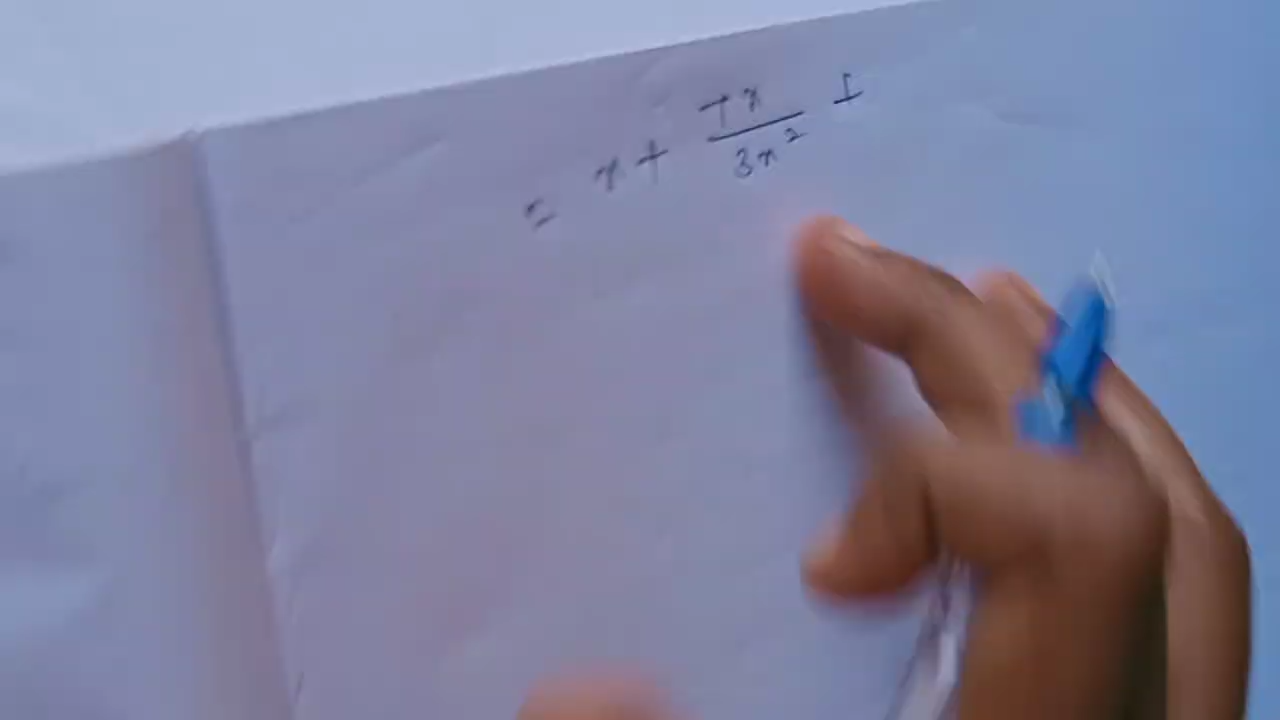 = x + 7x/3x² 1